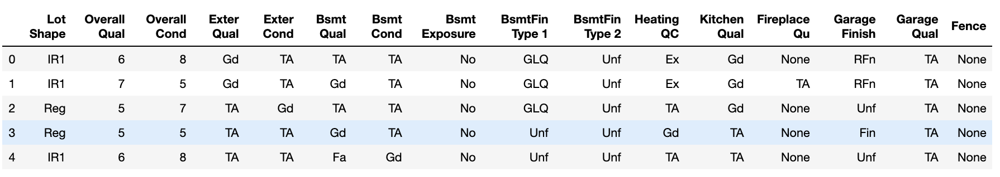 Lot Shape Overall Qual Overall Cond Exter Qual Exter Cond Bsmt Qual Bsmt Cond Bsmt Exposure BsmtFin Type 1 BsmtFin Type 2 Heating QC Kitchen Qual Fireplace Qu Garage Finish Garage Qual Fence
0 IR1 6 8 Gd TA TA TA No GLQ Unf Ex Gd None RFn TA None
1 IR1 7 5 Gd TA Gd TA No GLQ Unf Ex Gd TA RFn TA None
2 Reg 5 7 TA Gd TA TA No GLQ Unf TA Gd None Unf TA None
3 Reg 5 5 TA TA Gd TA No Unf Unf Gd TA None Fin TA None
4 IR1 6 8 TA TA Fa Gd No Unf Unf TA TA None Unf TA None